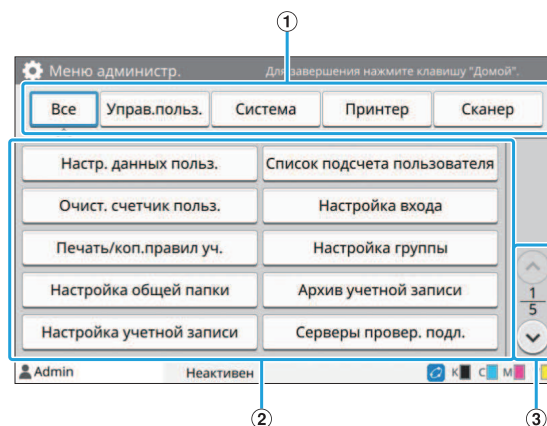 ①
Меню администр. Для завершения нажмите клавишу "Домой".
Все Управ.польз. Система Принтер Сканер
Настр. данных польз. Список подсчета пользователя
Очист. счетчик польз. Настройка входа
Печать/коп.правил уч. Настройка группы
Настройка общей папки Архив учетной записи
1
5
Настройка учетной записи Серверы провер. подл.
Admin Неактивен K C M
② ③